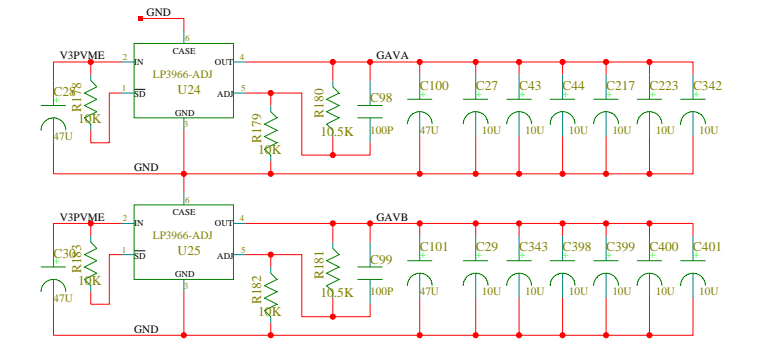 GND
6
CASE
V3PVME
2
IN
OUT
4
GAVA
LP3966-ADJ
U24
C28
R178
1
SD
ADJ
5
R180
C98
C100
C27
C43
C44
C217
C223
C342
GND
3
R179
10K
10K
10.5K
100P
47U
47U
10U
10U
10U
10U
10U
10U
GND
6
CASE
V3PVME
2
IN
OUT
4
GAVB
LP3966-ADJ
U25
C30
R183
1
SD
ADJ
5
R181
C99
C101
C29
C343
C398
C399
C400
C401
GND
3
R182
10K
10K
10.5K
100P
47U
47U
10U
10U
10U
10U
10U
10U
GND